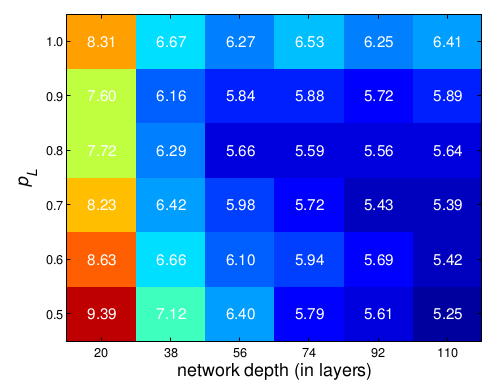 1.0 8.31 6.67 6.27 6.53 6.25 6.41
0.9 7.60 6.16 5.84 5.88 5.72 5.89
0.8 7.72 6.29 5.66 5.59 5.56 5.64
p_L
0.7 8.23 6.42 5.98 5.72 5.43 5.39
0.6 8.63 6.66 6.10 5.94 5.69 5.42
0.5 9.39 7.12 6.40 5.79 5.61 5.25
20 38 56 74 92 110
network depth (in layers)